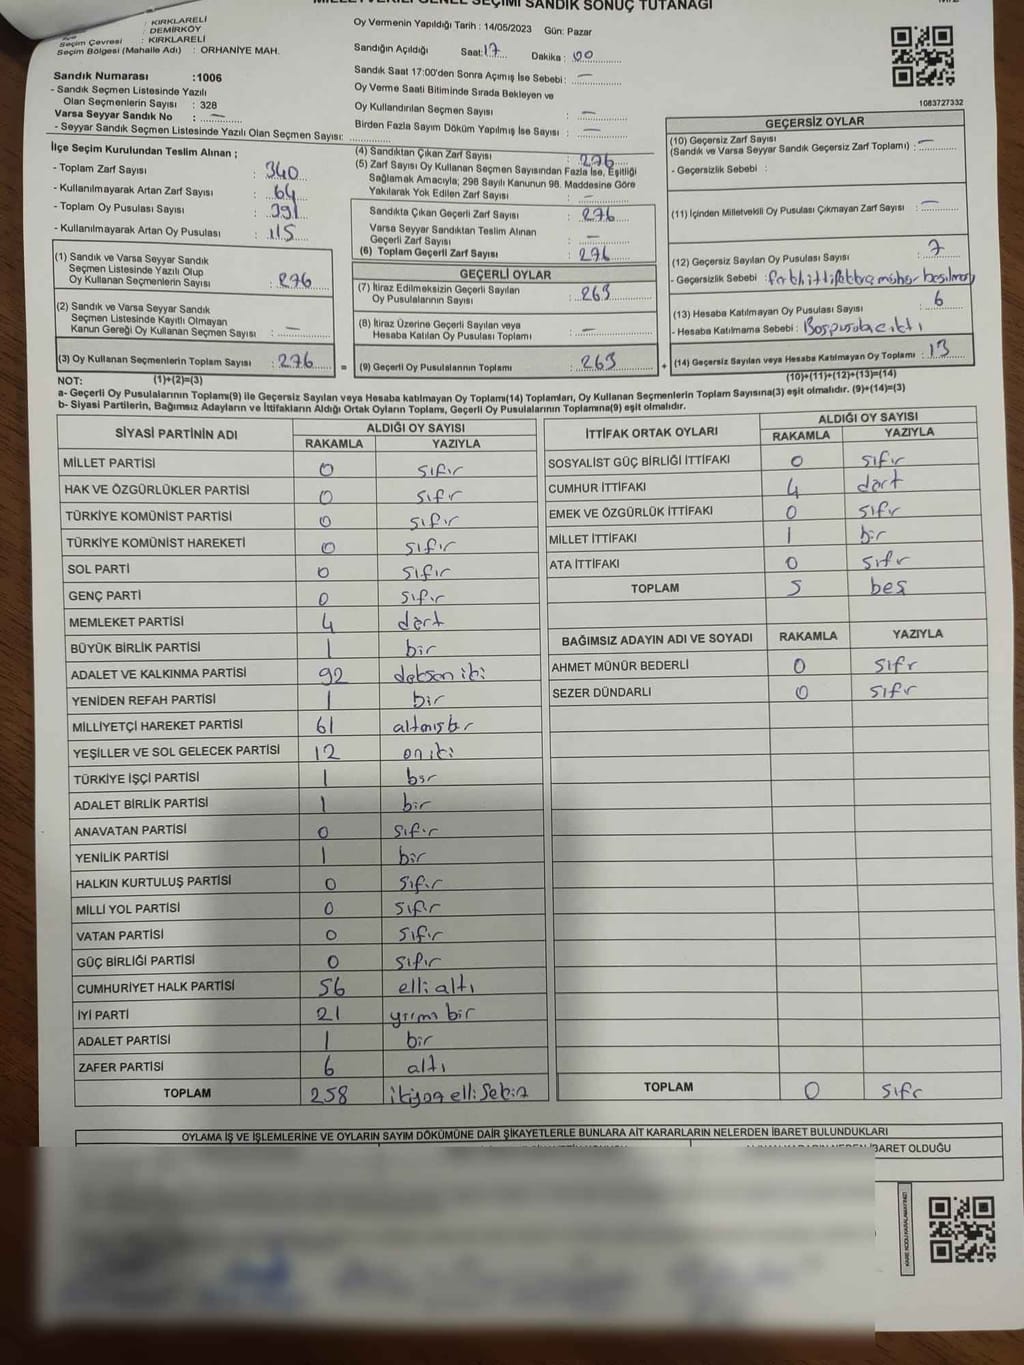 MİLLETVEKİLİ GENEL SEÇİMİ SANDIK SONUÇ TUTANAĞI
: KIRKLARELİ
: DEMİRKÖY
Seçim Çevresi : KIRKLARELİ
Seçim Bölgesi (Mahalle Adı) : ORHANİYE MAH.
Oy Vermenin Yapıldığı Tarih : 14/05/2023 Gün: Pazar
Sandığın Açıldığı Saat: 17 Dakika : 00
Sandık Saat 17:00'den Sonra Açımış İse Sebebi: —
Oy Verme Saati Bitiminde Sırada Bekleyen ve
Oy Kullandırılan Seçmen Sayısı : —
Birden Fazla Sayım Döküm Yapılmış İse Sayısı : —
1083727332
Sandık Numarası :1006
- Sandık Seçmen Listesinde Yazılı
Olan Seçmenlerin Sayısı : 328
Varsa Seyyar Sandık No : —
- Seyyar Sandık Seçmen Listesinde Yazılı Olan Seçmen Sayısı:
İlçe Seçim Kurulundan Teslim Alınan ;
- Toplam Zarf Sayısı : 340
- Kullanılmayarak Artan Zarf Sayısı : 64
- Toplam Oy Pusulası Sayısı : 391
- Kullanılmayarak Artan Oy Pusulası : 115
(1) Sandık ve Varsa Seyyar Sandık
Seçmen Listesinde Yazılı Olup
Oy Kullanan Seçmenlerin Sayısı : 276
(2) Sandık ve Varsa Seyyar Sandık
Seçmen Listesinde Kayıtlı Olmayan
Kanun Gereği Oy Kullanan Seçmen Sayısı : —
(3) Oy Kullanan Seçmenlerin Toplam Sayısı : 276 =
(4) Sandıktan Çıkan Zarf Sayısı : 276
(5) Zarf Sayısı Oy Kullanan Seçmen Sayısından Fazla İse, Eşitliği
Sağlamak Amacıyla; 298 Sayılı Kanunun 98. Maddesine Göre
Yakılarak Yok Edilen Zarf Sayısı : —
Sandıkta Çıkan Geçerli Zarf Sayısı : 276
Varsa Seyyar Sandıktan Teslim Alınan
Geçerli Zarf Sayısı : —
(6) Toplam Geçerli Zarf Sayısı : 276
GEÇERLİ OYLAR
(7) İtiraz Edilmeksizin Geçerli Sayılan
Oy Pusulalarının Sayısı : 263
(8) İtiraz Üzerine Geçerli Sayılan veya
Hesaba Katılan Oy Pusulaları Toplamı : —
(9) Geçerli Oy Pusulalarının Toplamı : 263 +
GEÇERSİZ OYLAR
(10) Geçersiz Zarf Sayısı
(Sandık ve Varsa Seyyar Sandık Geçersiz Zarf Toplamı) : —
- Geçersizlik Sebebi :
(11) İçinden Milletvekili Oy Pusulası Çıkmayan Zarf Sayısı : —
(12) Geçersiz Sayılan Oy Pusulası Sayısı : 7
- Geçersizlik Sebebi :
(13) Hesaba Katılmayan Oy Pusulası Sayısı : 6
- Hesaba Katılmama Sebebi : Boş pusula çıktı
(14) Geçersiz Sayılan veya Hesaba Katılmayan Oy Toplamı : 13
NOT: (1)+(2)=(3) (10)+(11)+(12)+(13)=(14)
a- Geçerli Oy Pusulalarının Toplamı(9) ile Geçersiz Sayılan veya Hesaba Katılmayan Oy Toplamı(14) Toplamları, Oy Kullanan Seçmenlerin Toplam Sayısına(3) eşit olmalıdır. (9)+(14)=(3)
b- Siyasi Partilerin, Bağımsız Adayların ve İttifakların Aldığı Ortak Oyların Toplamı, Geçerli Oy Pusulalarının Toplamına(9) eşit olmalıdır.
SİYASİ PARTİNİN ADI ALDIĞI OY SAYISI
RAKAMLA YAZIYLA
MİLLET PARTİSİ 0 sıfır
HAK VE ÖZGÜRLÜKLER PARTİSİ 0 sıfır
TÜRKİYE KOMÜNİST PARTİSİ 0 sıfır
TÜRKİYE KOMÜNİST HAREKETİ 0 sıfır
SOL PARTİ 0 sıfır
GENÇ PARTİ 0 sıfır
MEMLEKET PARTİSİ 4 dört
BÜYÜK BİRLİK PARTİSİ 1 bir
ADALET VE KALKINMA PARTİSİ 92 doksan iki
YENİDEN REFAH PARTİSİ 1 bir
MİLLİYETÇİ HAREKET PARTİSİ 61 altmışbir
YEŞİLLER VE SOL GELECEK PARTİSİ 12 on iki
TÜRKİYE İŞÇİ PARTİSİ 1 bir
ADALET BİRLİK PARTİSİ 1 bir
ANAVATAN PARTİSİ 0 sıfır
YENİLİK PARTİSİ 1 bir
HALKIN KURTULUŞ PARTİSİ 0 sıfır
MİLLİ YOL PARTİSİ 0 sıfır
VATAN PARTİSİ 0 sıfır
GÜÇ BİRLİĞİ PARTİSİ 0 sıfır
CUMHURİYET HALK PARTİSİ 56 elli altı
İYİ PARTİ 21 yirmi bir
ADALET PARTİSİ 1 bir
ZAFER PARTİSİ 6 altı
TOPLAM 258 ikiyüz elli sekiz
İTTİFAK ORTAK OYLARI ALDIĞI OY SAYISI
RAKAMLA YAZIYLA
SOSYALİST GÜÇ BİRLİĞİ İTTİFAKI 0 sıfır
CUMHUR İTTİFAKI 4 dört
EMEK VE ÖZGÜRLÜK İTTİFAKI 0 sıfır
MİLLET İTTİFAKI 1 bir
ATA İTTİFAKI 0 sıfır
TOPLAM 5 beş
BAĞIMSIZ ADAYIN ADI VE SOYADI RAKAMLA YAZIYLA
AHMET MÜNÜR BEDERLİ 0 sıfır
SEZER DÜNDARLI 0 sıfır
TOPLAM 0 sıfır
OYLAMA İŞ VE İŞLEMLERİNE VE OYLARIN SAYIM DÖKÜMÜNE DAİR ŞİKAYETLERLE BUNLARA AİT KARARLARIN NELERDEN İBARET BULUNDUKLARI
İBARET OLDUĞU
KARE KODU KARALAMAYINIZ!